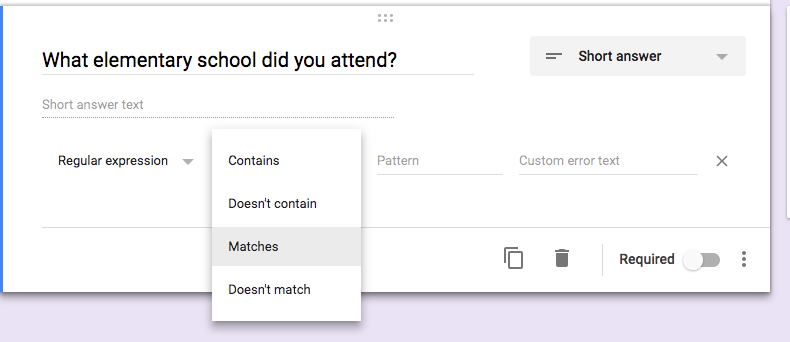 What elementary school did you attend?
Short answer
Short answer text
Regular expression
Contains
Doesn't contain
Matches
Doesn't match
Pattern
Custom error text
Required